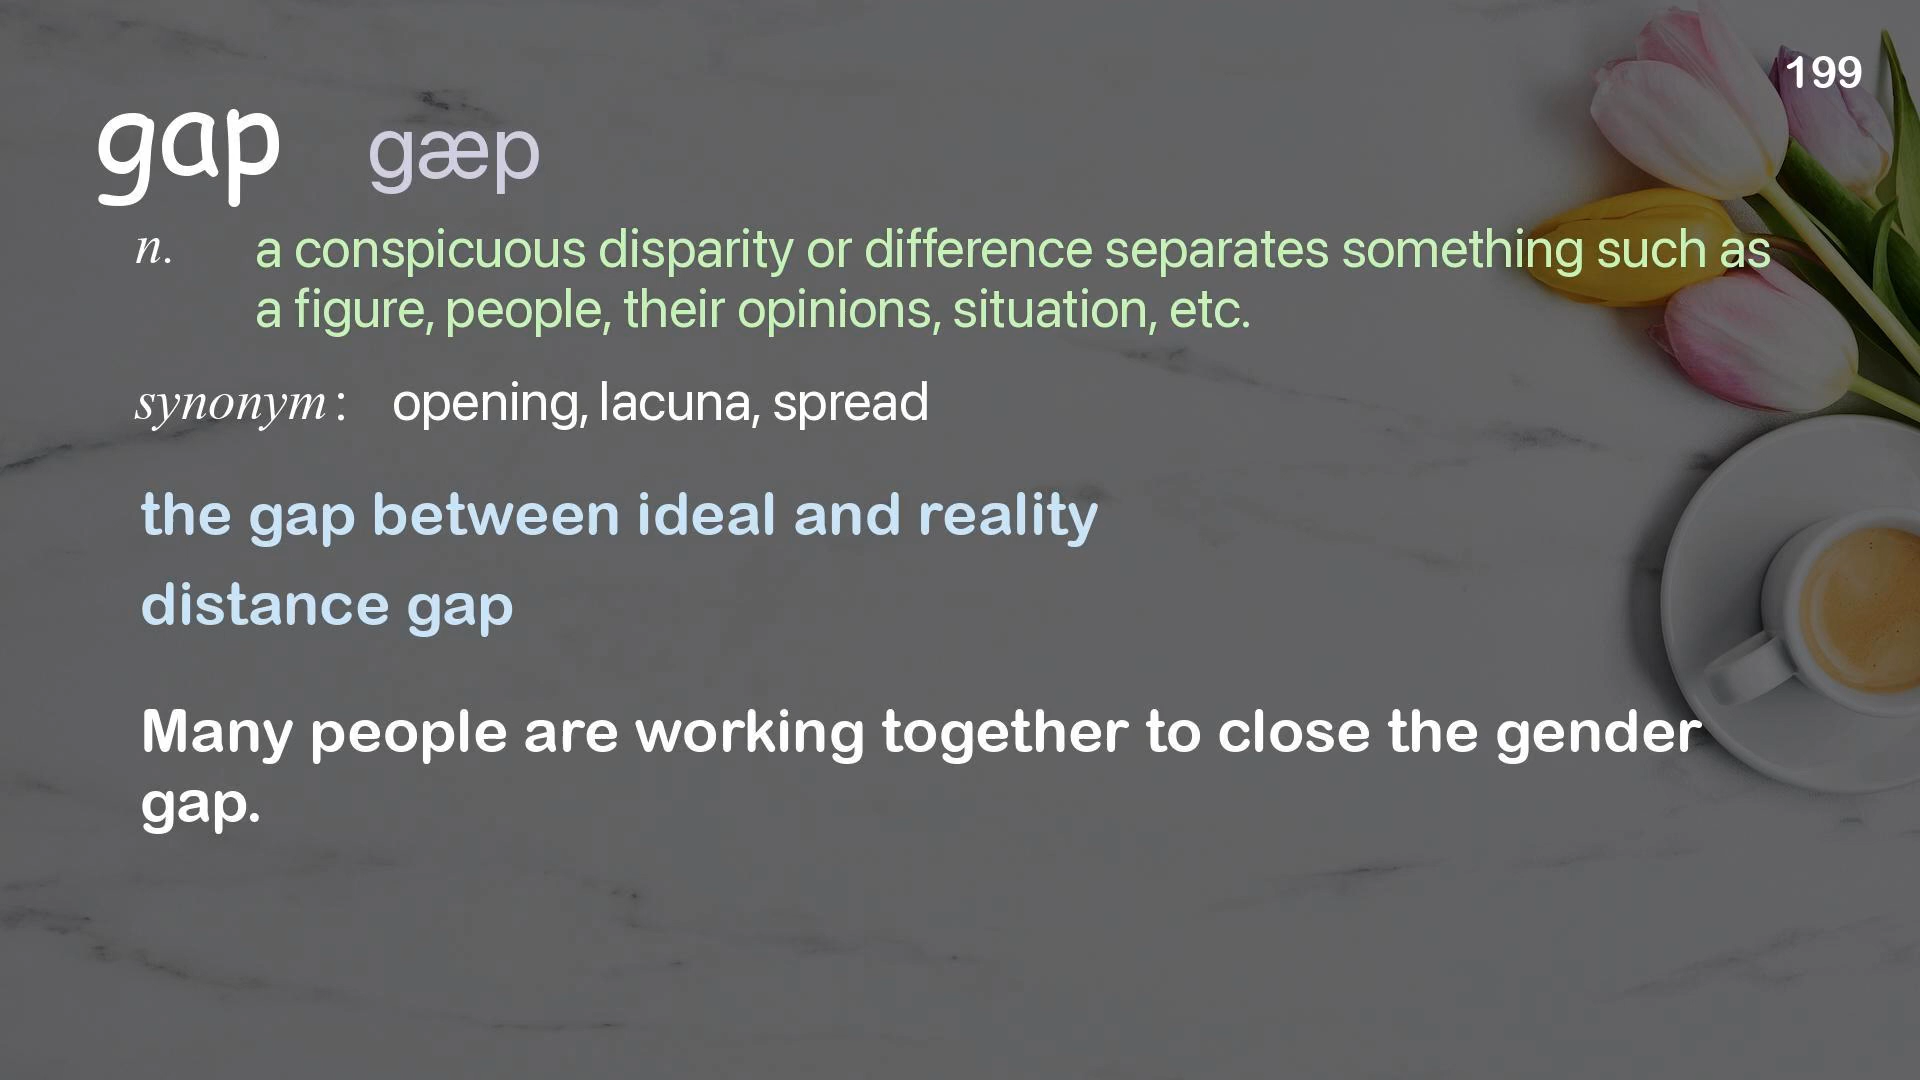 199
gap gæp
n. a conspicuous disparity or difference separates something such as
a figure, people, their opinions, situation, etc.
synonym: opening, lacuna, spread
the gap between ideal and reality
distance gap
Many people are working together to close the gender
gap.